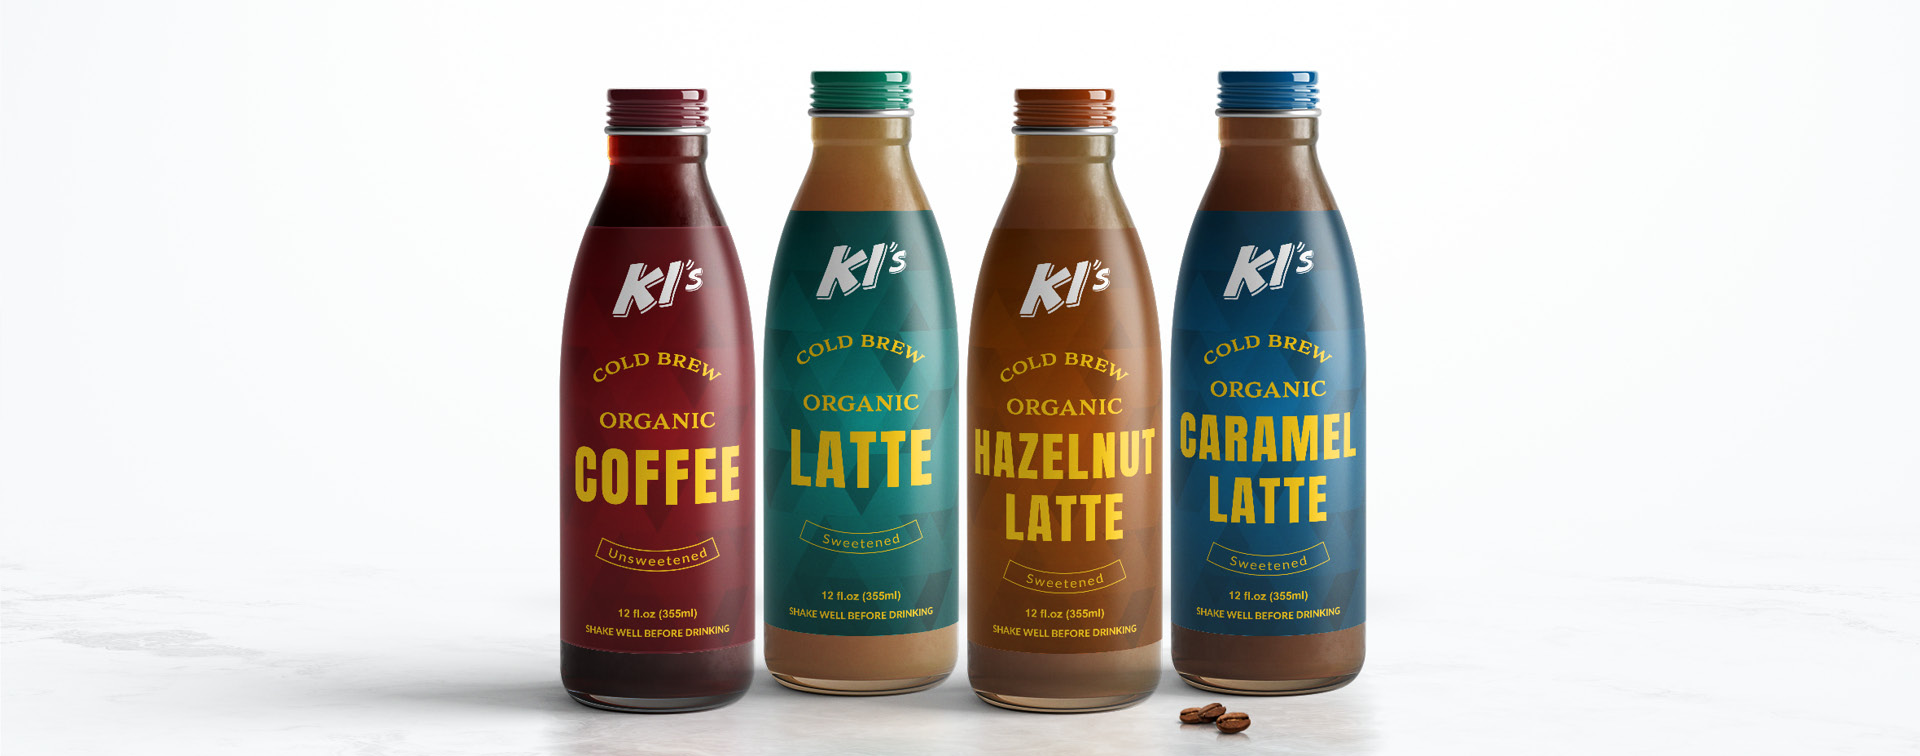 KI's
COLD BREW
ORGANIC
COFFEE
Unsweetened
12 fl.oz (355ml)
SHAKE WELL BEFORE DRINKING
KI's
COLD BREW
ORGANIC
LATTE
Sweetened
12 fl.oz (355ml)
SHAKE WELL BEFORE DRINKING
KI's
COLD BREW
ORGANIC
HAZELNUT
LATTE
Sweetened
12 fl.oz (355ml)
SHAKE WELL BEFORE DRINKING
KI's
COLD BREW
ORGANIC
CARAMEL
LATTE
Sweetened
12 fl.oz (355ml)
SHAKE WELL BEFORE DRINKING